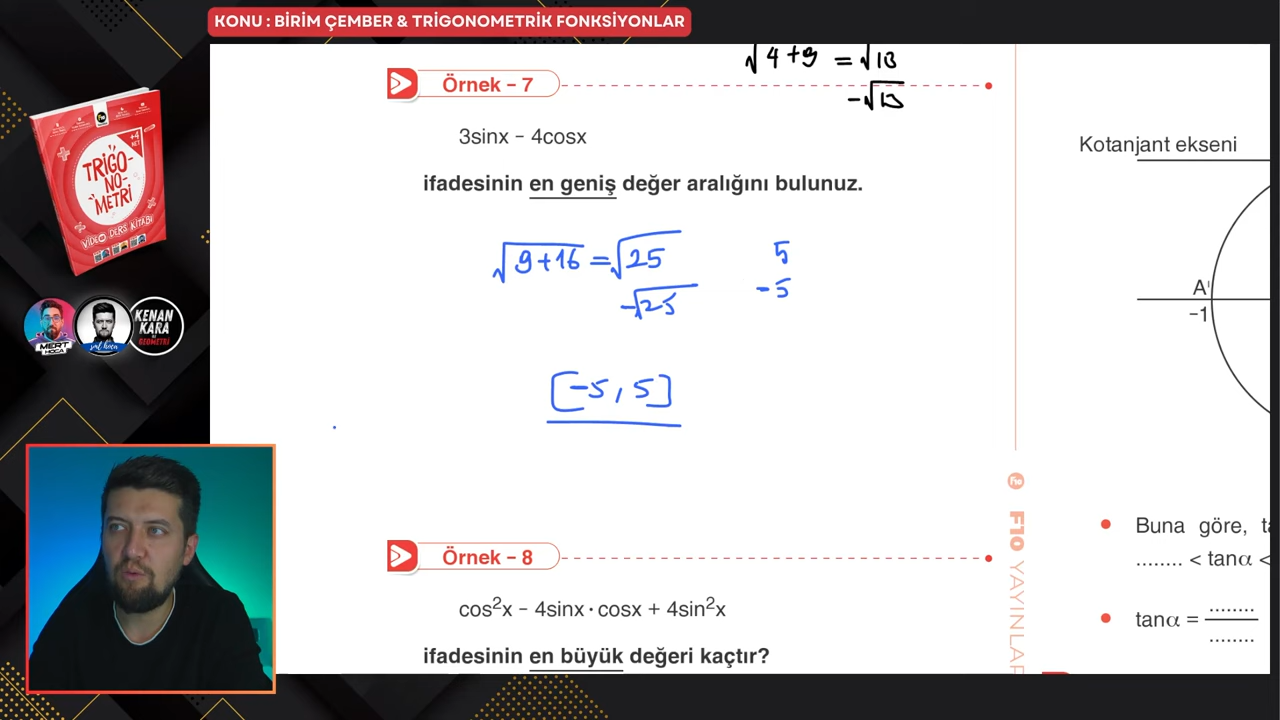 KONU : BİRİM ÇEMBER & TRİGONOMETRİK FONKSİYONLAR
√4+9 = √13
-√13
Örnek – 7
3sinx – 4cosx
ifadesinin en geniş değer aralığını bulunuz.
√9+16 = √25
-√25
5
-5
[-5, 5]
Örnek – 8
cos²x – 4sinx · cosx + 4sin²x
ifadesinin en büyük değeri kaçtır?
Kotanjant ekseni
A'
–1
F10 YAYINLAR
Buna göre, ta
........ < tanα <
tanα = ........
........
+4 NET
TRİGO-
NO-
METRİ
VİDEO DERS KİTABI
MERT HOCA
KENAN
KARA
GEOMETRİ